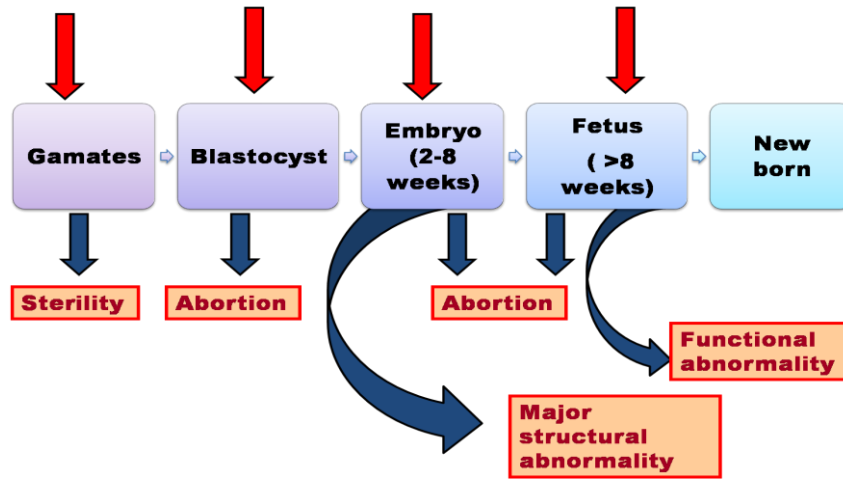 Gamates
Blastocyst
Embryo
(2-8
weeks)
Fetus
( >8
weeks)
New
born
Sterility
Abortion
Abortion
Functional
abnormality
Major
structural
abnormality